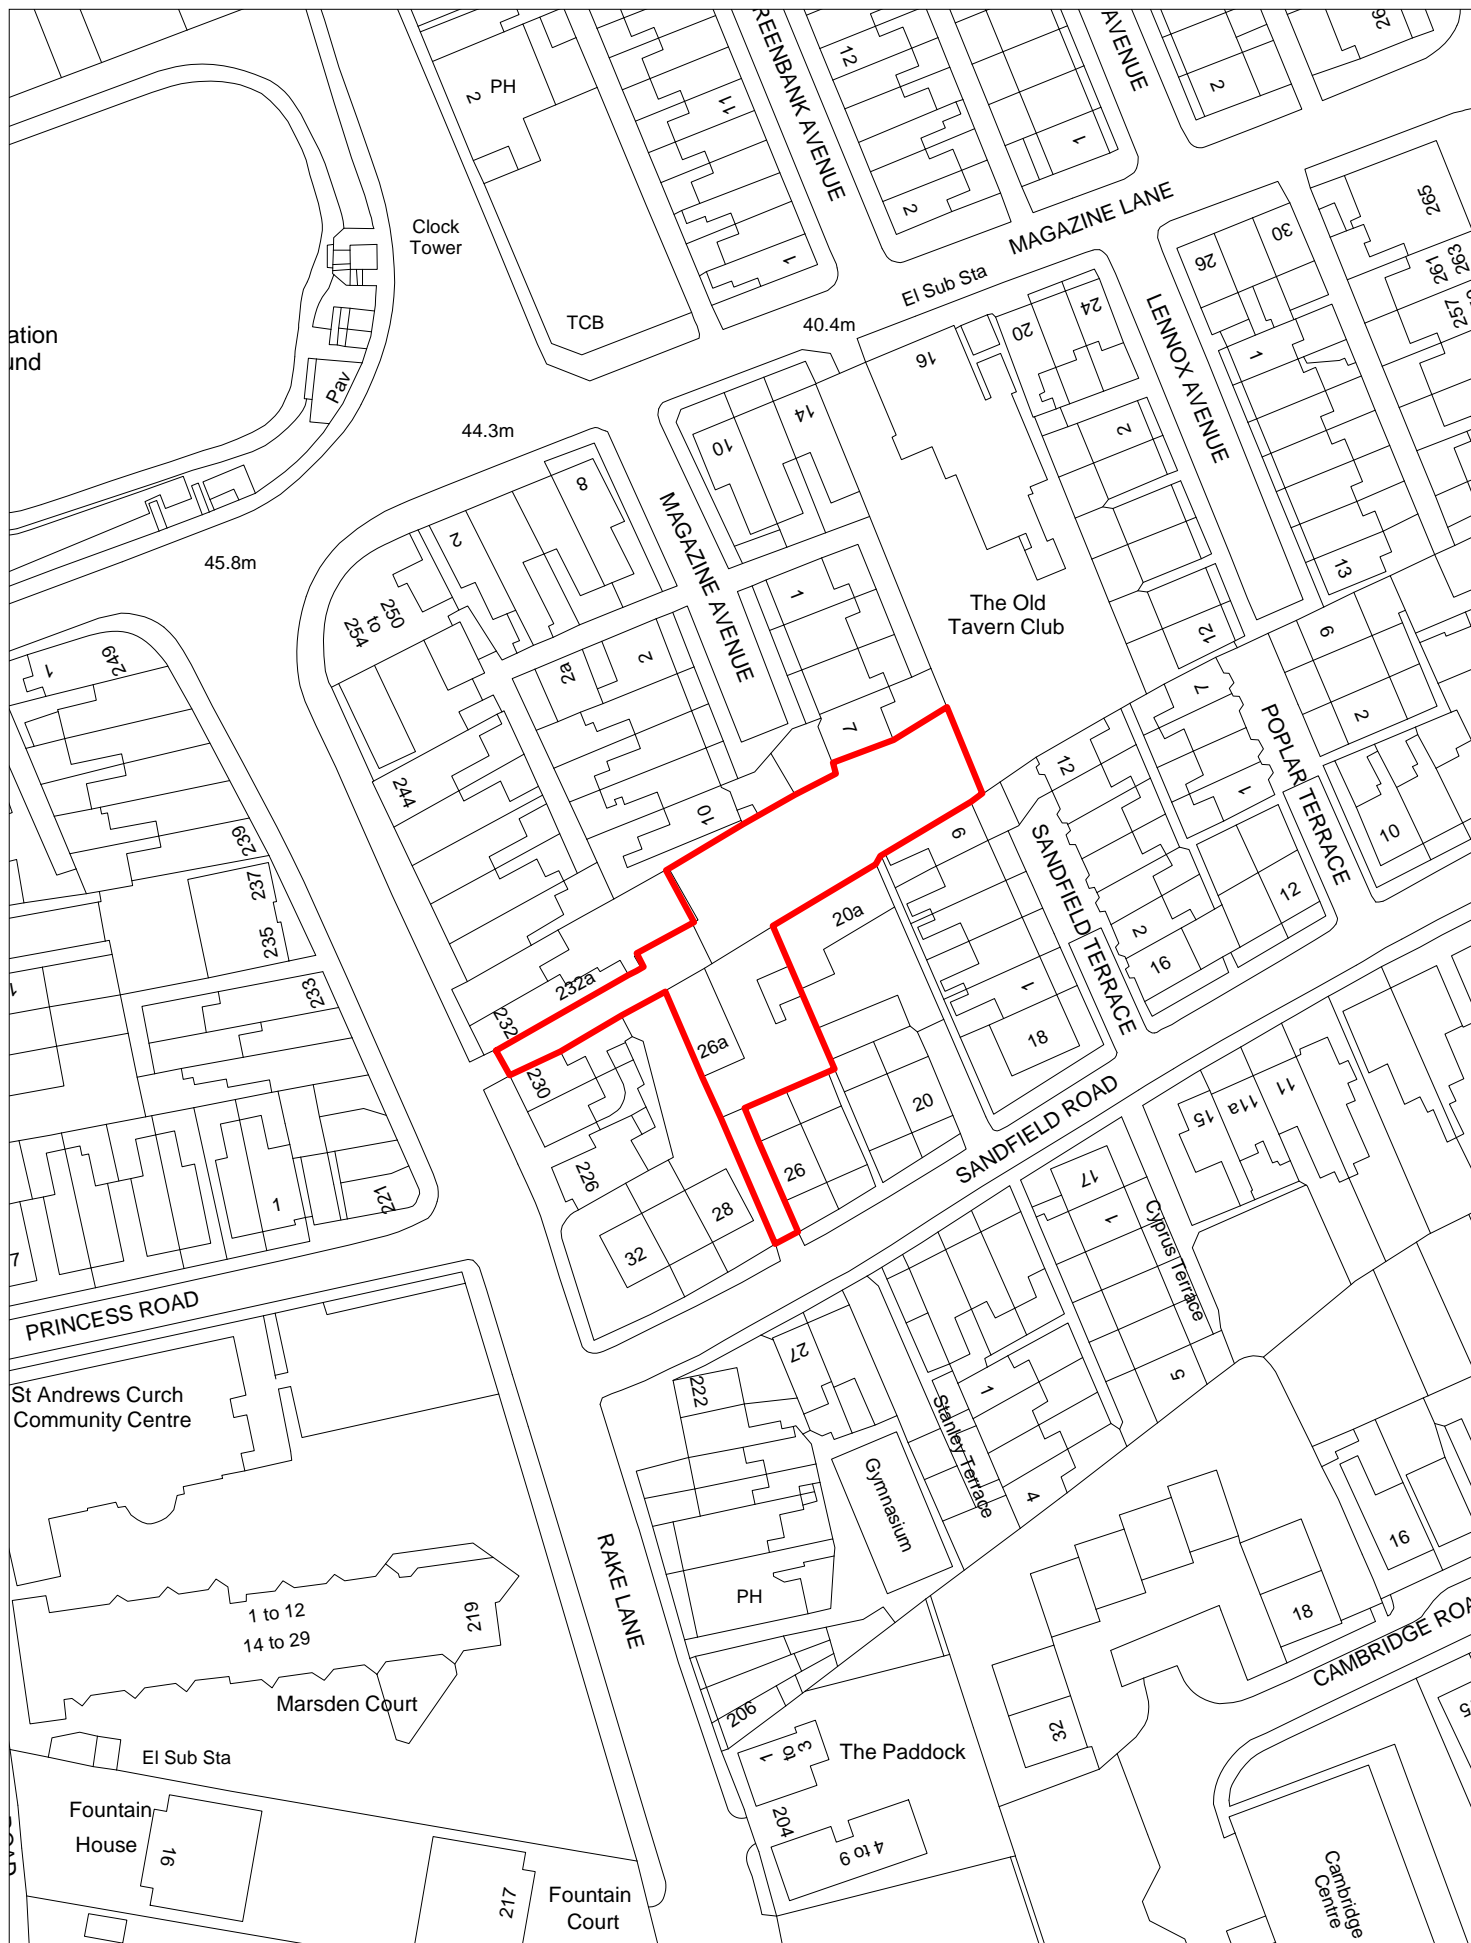 2
PH
11
1
REENBANK AVENUE
12
2
1
AVENUE
2
26
MAGAZINE LANE
El Sub Sta
Clock
Tower
TCB
40.4m
16
20
24
26
30
265
263
261
257
ation
und
Pav
44.3m
45.8m
10
14
8
2
250
to
254
MAGAZINE AVENUE
1
2
LENNOX AVENUE
1
13
The Old
Tavern Club
12
1
249
2a
2
7
7
9
2
POPLAR TERRACE
244
10
12
1
10
239
237
235
6
SANDFIELD TERRACE
2
12
16
20a
233
232a
232
1
18
26a
230
20
SANDFIELD ROAD
15
11a
11
226
26
28
32
17
1
Cyprus Terrace
1
221
7
PRINCESS ROAD
27
222
Stanley Terrace
1
5
4
St Andrews Curch
Community Centre
Gymnasium
RAKE LANE
PH
16
18
CAMBRIDGE ROA
1 to 12
14 to 29
219
Marsden Court
206
El Sub Sta
1
to
3
The Paddock
32
5
Fountain
House
16
204
4 to 9
217
Fountain
Court
Cambridge
Centre